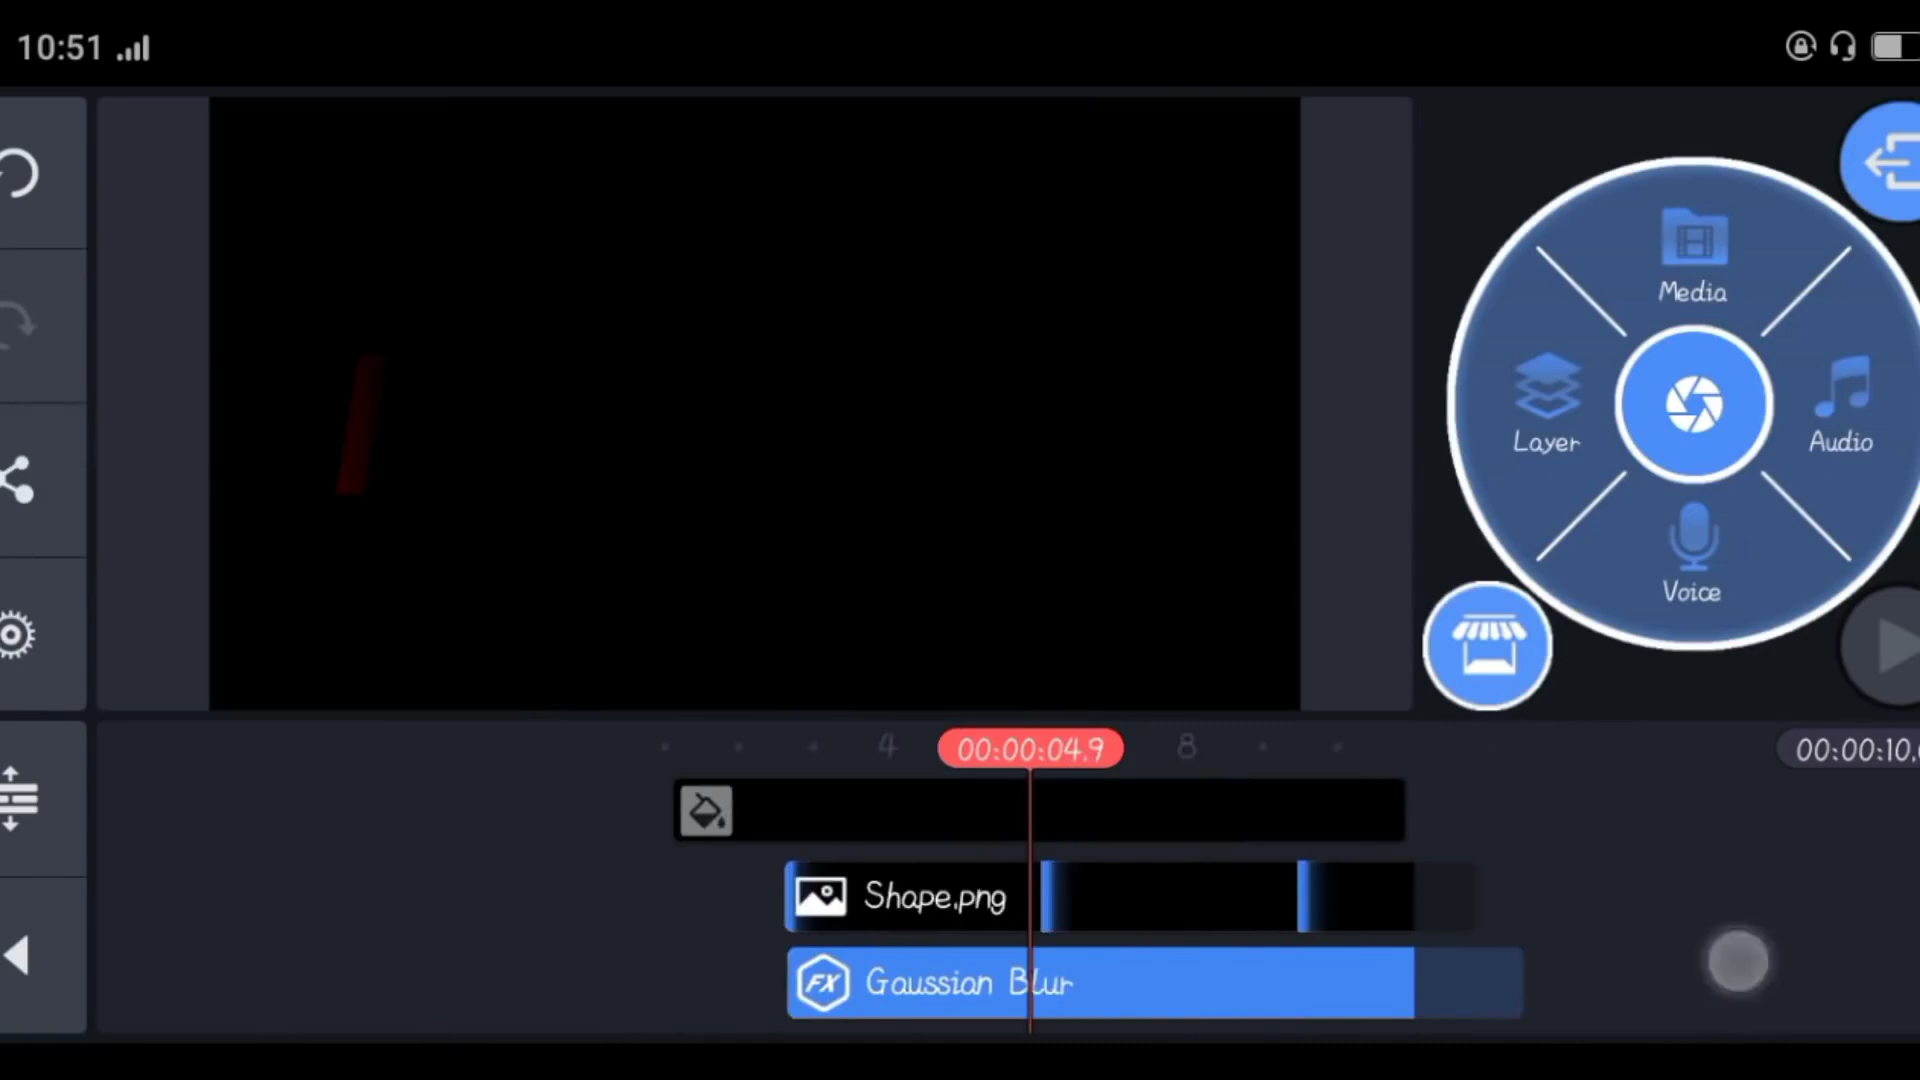 10:51
Media
Layer
Audio
Voice
4
00:00:04.9
8
00:00:10.
Shape.png
FX
Gaussian Blur